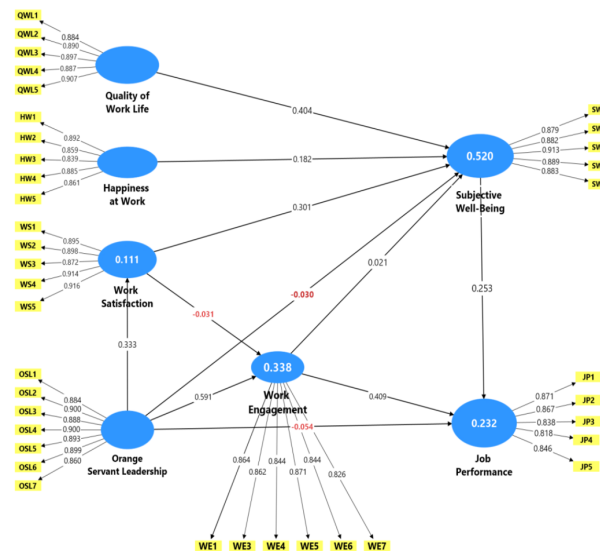 QWL1
QWL2
QWL3
QWL4
QWL5
0.884
0.890
0.897
0.887
0.907
Quality of
Work Life
0.404
HW1
HW2
HW3
HW4
HW5
0.892
0.859
0.839
0.885
0.861
Happiness
at Work
0.182
0.520
Subjective
Well-Being
0.879
0.882
0.913
0.889
0.883
SW
SW
SW
SW
SW
WS1
WS2
WS3
WS4
WS5
0.895
0.898
0.872
0.914
0.916
0.111
Work
Satisfaction
0.301
-0.031
-0.030
0.021
0.253
0.333
0.338
Work
Engagement
0.591
0.409
-0.054
OSL1
OSL2
OSL3
OSL4
OSL5
OSL6
OSL7
0.884
0.900
0.888
0.900
0.893
0.899
0.860
Orange
Servant Leadership
0.232
Job
Performance
0.871
0.867
0.838
0.818
0.846
JP1
JP2
JP3
JP4
JP5
0.864
0.862
0.844
0.871
0.844
0.826
WE1
WE3
WE4
WE5
WE6
WE7